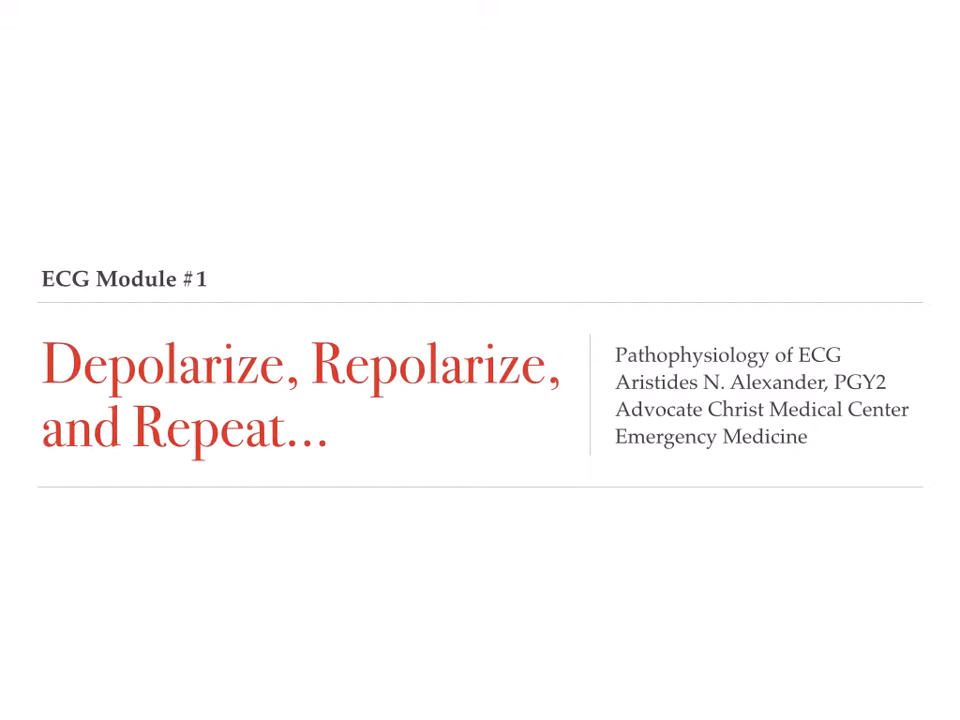 ECG Module #1
Depolarize, Repolarize,
and Repeat...
Pathophysiology of ECG
Aristides N. Alexander, PGY2
Advocate Christ Medical Center
Emergency Medicine